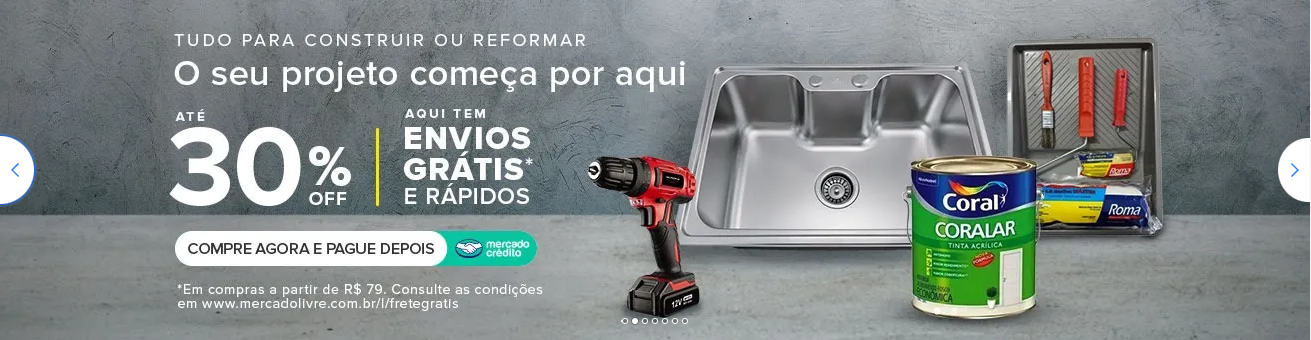 TUDO PARA CONSTRUIR OU REFORMAR
O seu projeto começa por aqui
ATÉ
30%
OFF
AQUI TEM
ENVIOS
GRÁTIS*
E RÁPIDOS
COMPRE AGORA E PAGUE DEPOIS
mercado
crédito
*Em compras a partir de R$ 79. Consulte as condições
em www.mercadolivre.com.br/l/fretegratis
12V
Coral
CORALAR
TINTA ACRÍLICA
ECONÔMICA
Roma
Roma